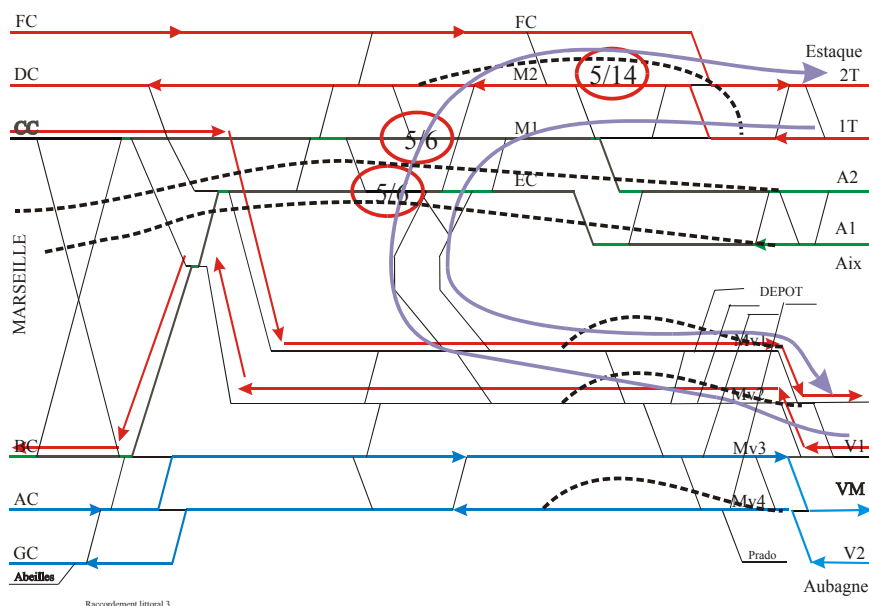 FC FC
Estaque
DC M2 5/14 2T
CC 5/6 M1 1T
5/6 EC A2
A1
MARSEILLE Aix
DEPOT
Mv1
Mv2
BC Mv3 V1
AC Mv4 VM
GC Prado V2
Abeilles Aubagne
Raccordement littoral 3